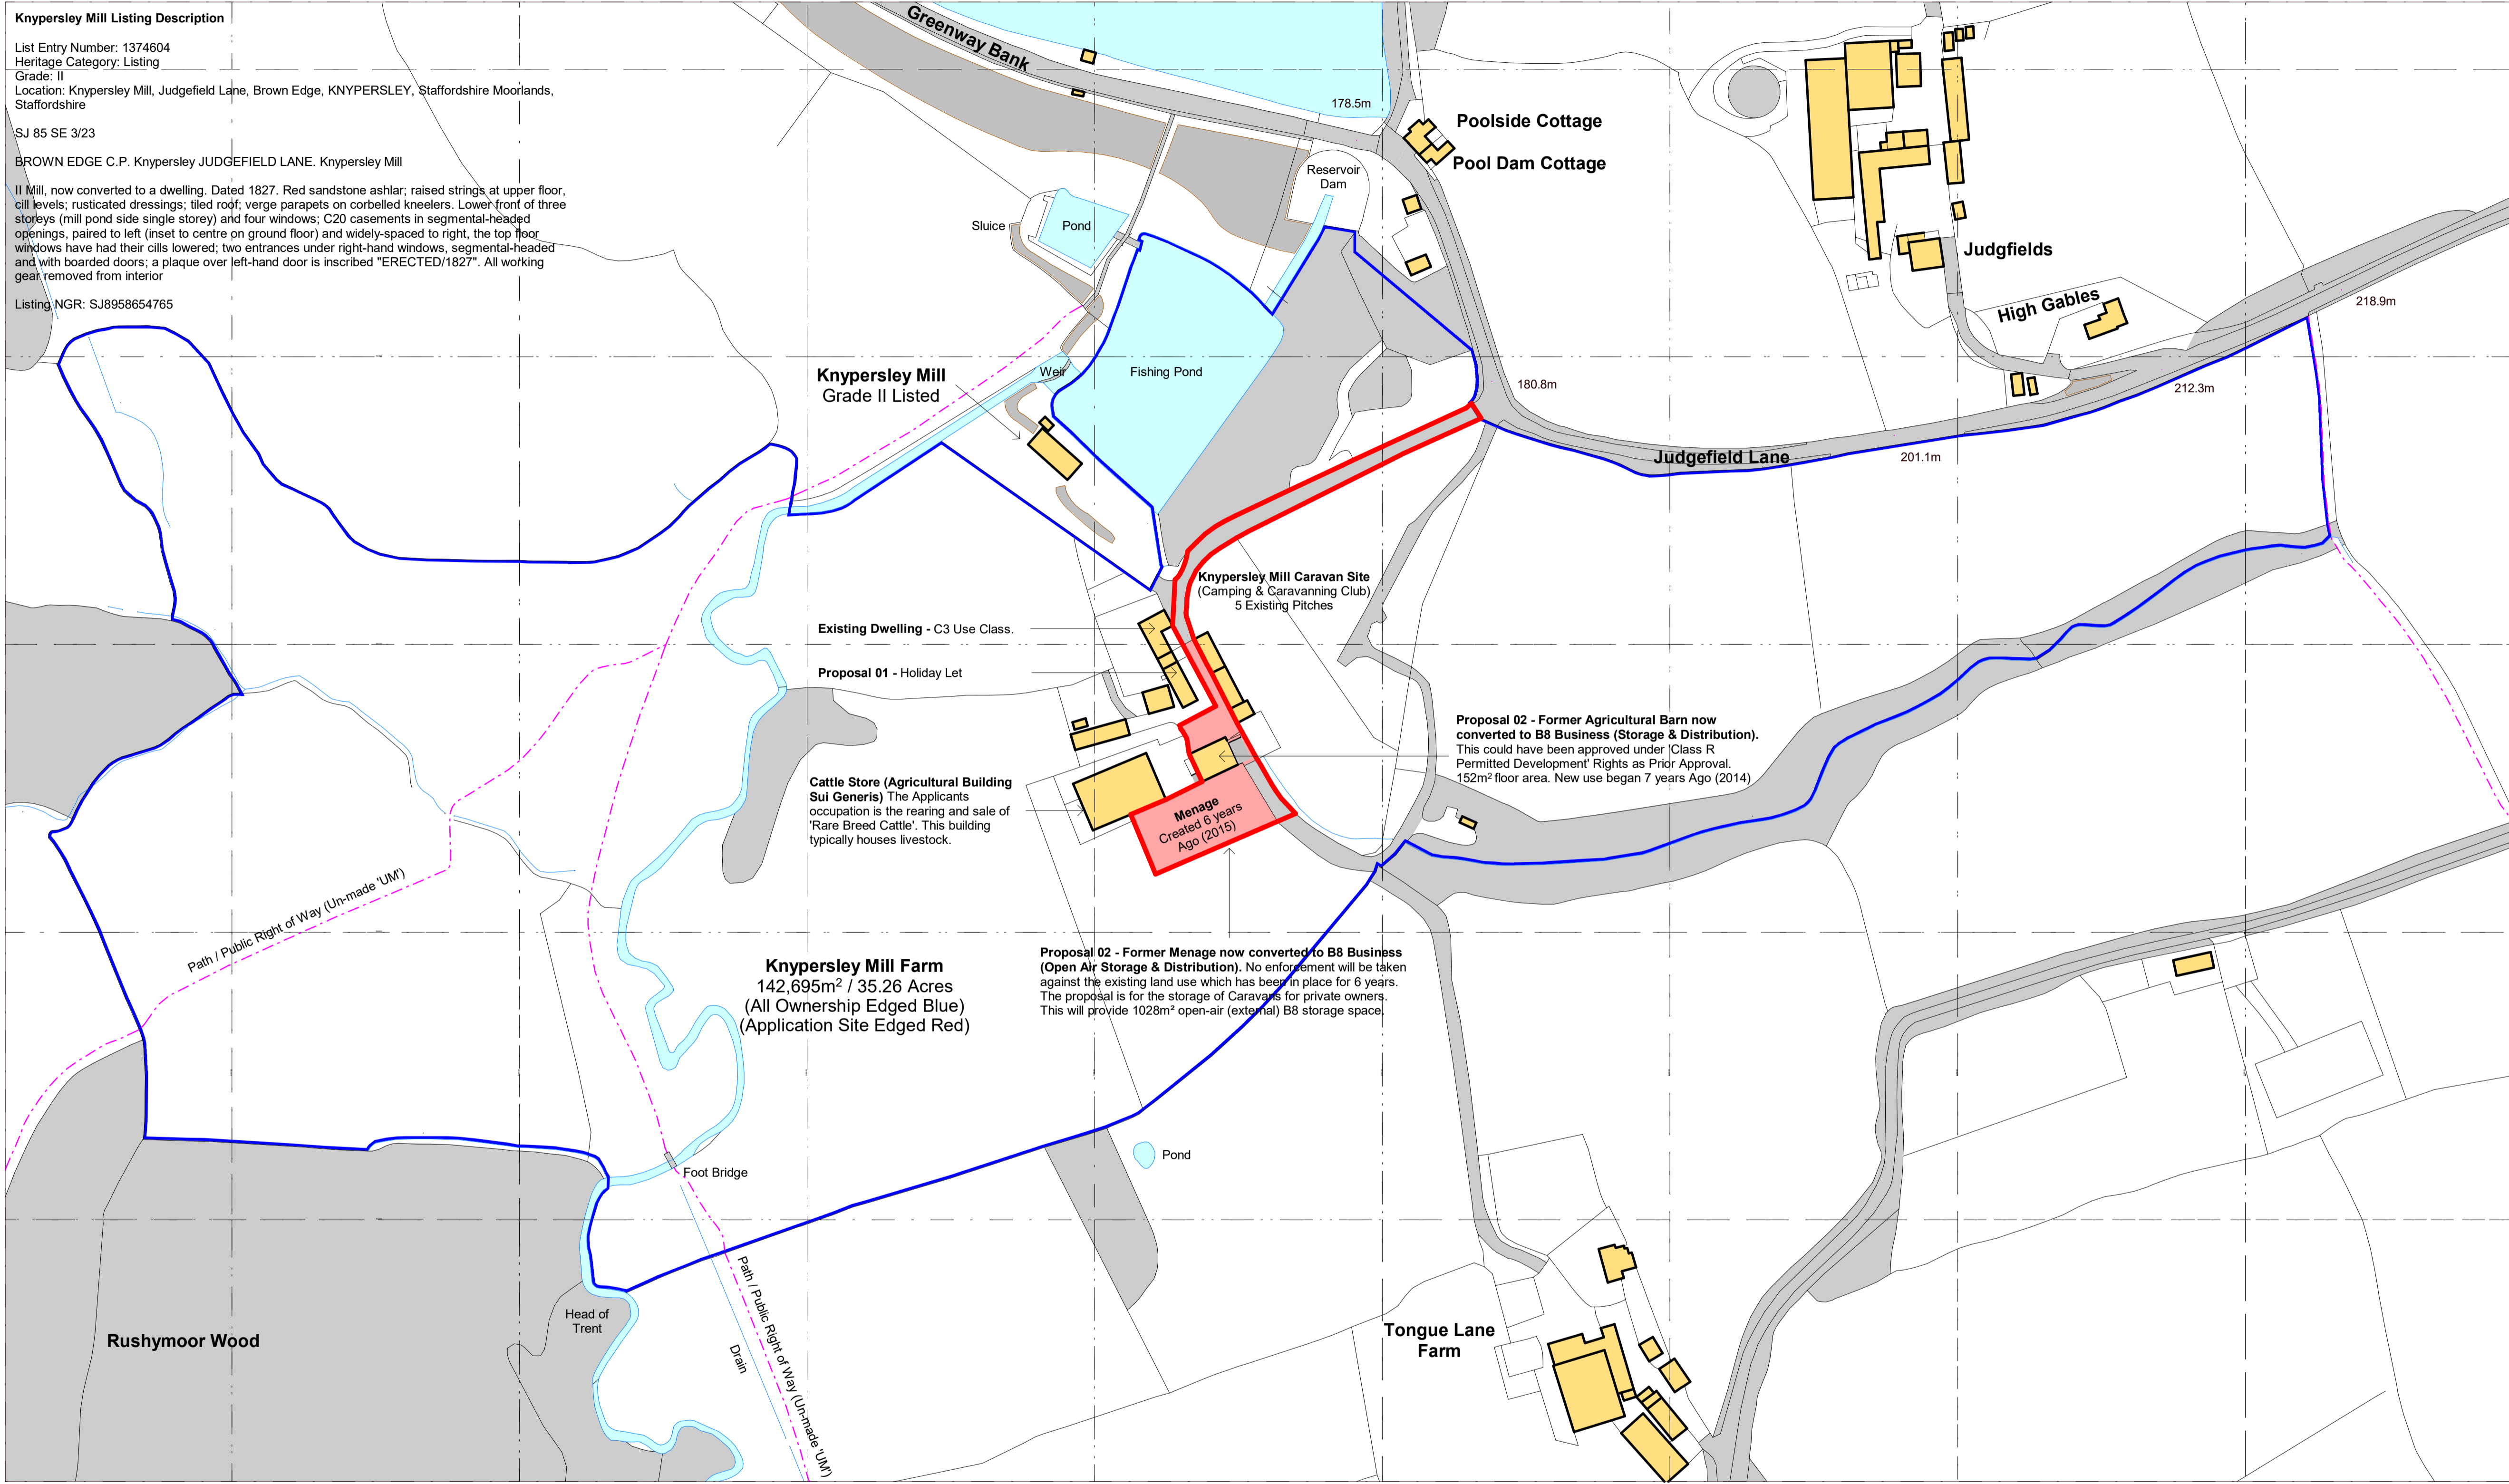 Knypersley Mill Listing Description
List Entry Number: 1374604
Heritage Category: Listing
Grade: II
Location: Knypersley Mill, Judgefield Lane, Brown Edge, KNYPERSLEY, Staffordshire Moorlands,
Staffordshire
SJ 85 SE 3/23
BROWN EDGE C.P. Knypersley JUDGEFIELD LANE. Knypersley Mill
II Mill, now converted to a dwelling. Dated 1827. Red sandstone ashlar; raised strings at upper floor,
cill levels; rusticated dressings; tiled roof; verge parapets on corbelled kneelers. Lower front of three
storeys (mill pond side single storey) and four windows; C20 casements in segmental-headed
openings, paired to left (inset to centre on ground floor) and widely-spaced to right, the top floor
windows have had their cills lowered; two entrances under right-hand windows, segmental-headed
and with boarded doors; a plaque over left-hand door is inscribed "ERECTED/1827". All working
gear removed from interior
Listing NGR: SJ8958654765
Greenway Bank
178.5m
Poolside Cottage
Pool Dam Cottage
Reservoir
Dam
Sluice
Pond
Judgfields
High Gables
218.9m
212.3m
201.1m
180.8m
Judgefield Lane
Knypersley Mill
Grade II Listed
Weir
Fishing Pond
Knypersley Mill Caravan Site
(Camping & Caravanning Club)
5 Existing Pitches
Existing Dwelling - C3 Use Class.
Proposal 01 - Holiday Let
Proposal 02 - Former Agricultural Barn now
converted to B8 Business (Storage & Distribution).
This could have been approved under 'Class R
Permitted Development' Rights as Prior Approval.
152m² floor area. New use began 7 years Ago (2014)
Cattle Store (Agricultural Building
Sui Generis) The Applicants
occupation is the rearing and sale of
'Rare Breed Cattle'. This building
typically houses livestock.
Menage
Created 6 years
Ago (2015)
Path / Public Right of Way (Un-made 'UM')
Knypersley Mill Farm
142,695m² / 35.26 Acres
(All Ownership Edged Blue)
(Application Site Edged Red)
Proposal 02 - Former Menage now converted to B8 Business
(Open Air Storage & Distribution). No enforcement will be taken
against the existing land use which has been in place for 6 years.
The proposal is for the storage of Caravans for private owners.
This will provide 1028m² open-air (external) B8 storage space.
Pond
Foot Bridge
Head of
Trent
Rushymoor Wood
Drain
Path / Public Right of Way (Un-made 'UM')
Tongue Lane
Farm